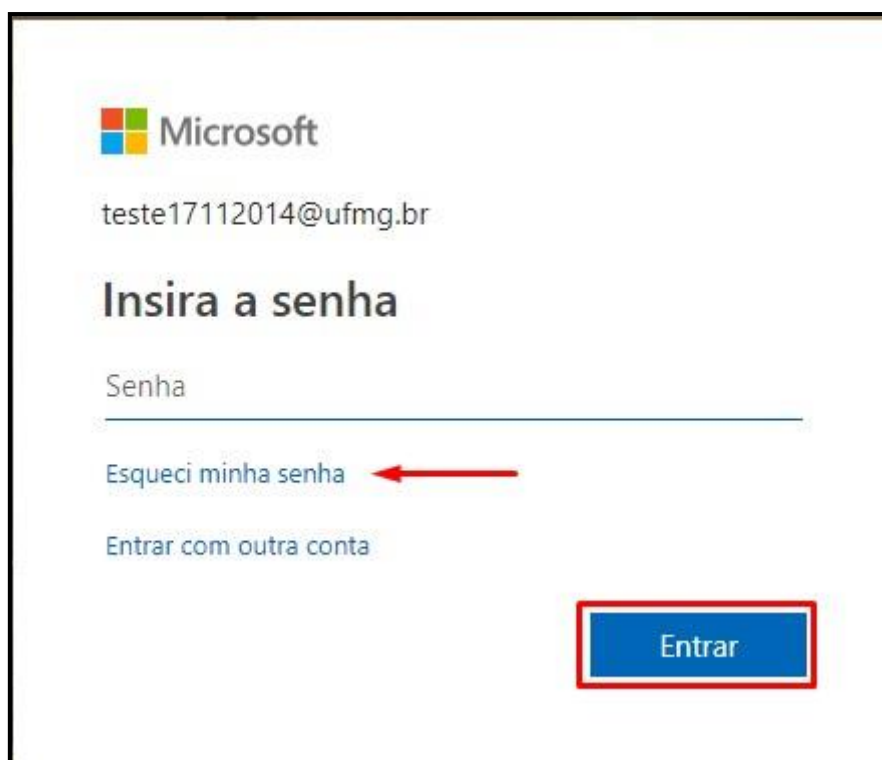 Microsoft
teste17112014@ufmg.br
Insira a senha
Senha
Esqueci minha senha
Entrar com outra conta
Entrar